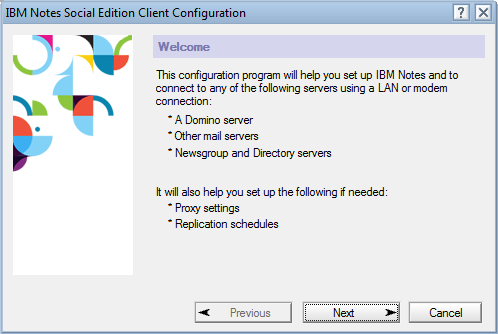 IBM Notes Social Edition Client Configuration
?
Welcome
This configuration program will help you set up IBM Notes and to
connect to any of the following servers using a LAN or modem
connection:
* A Domino server
* Other mail servers
* Newsgroup and Directory servers
It will also help you set up the following if needed:
* Proxy settings
* Replication schedules
Previous Next Cancel